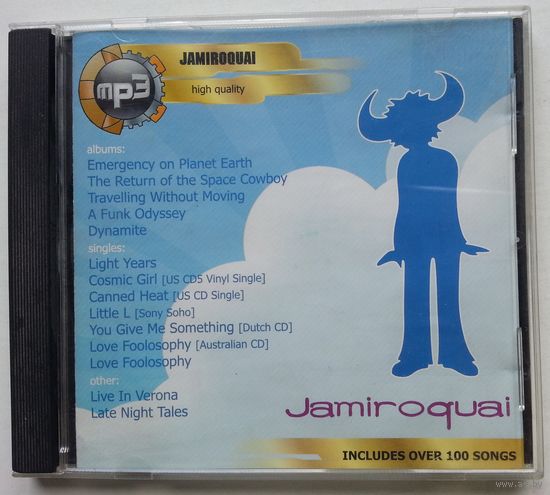 JAMIROQUAI
mp3
high quality
albums:
Emergency on Planet Earth
The Return of the Space Cowboy
Travelling Without Moving
A Funk Odyssey
Dynamite
singles:
Light Years
Cosmic Girl [US CD5 Vinyl Single]
Canned Heat [US CD Single]
Little L [Sony Soho]
You Give Me Something [Dutch CD]
Love Foolosophy [Australian CD]
Love Foolosophy
other:
Live In Verona
Late Night Tales
Jamiroquai
INCLUDES OVER 100 SONGS